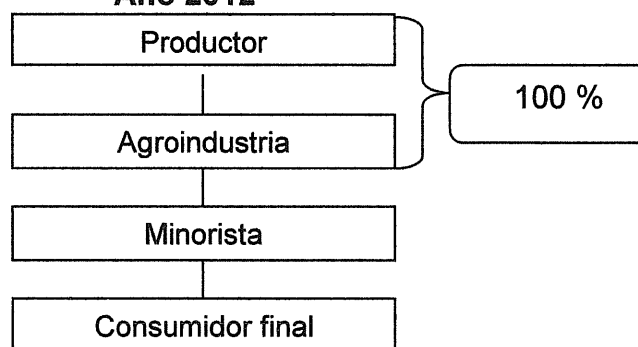 Año 2012
Productor
100 %
Agroindustria
Minorista
Consumidor final